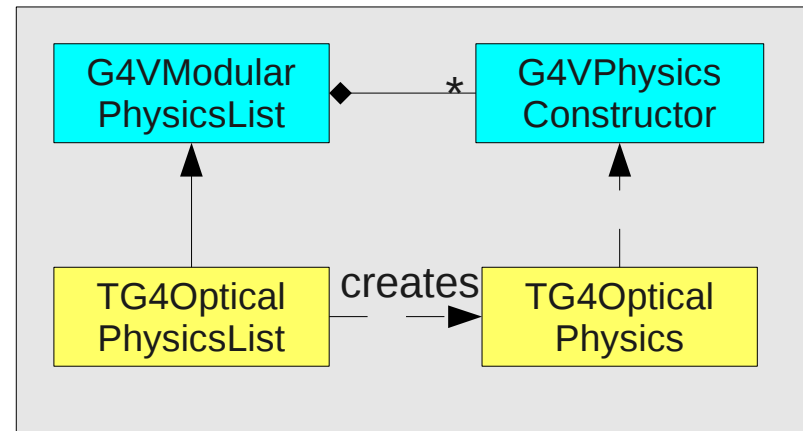 G4VModular
PhysicsList
*
G4VPhysics
Constructor
TG4Optical
PhysicsList
creates
TG4Optical
Physics